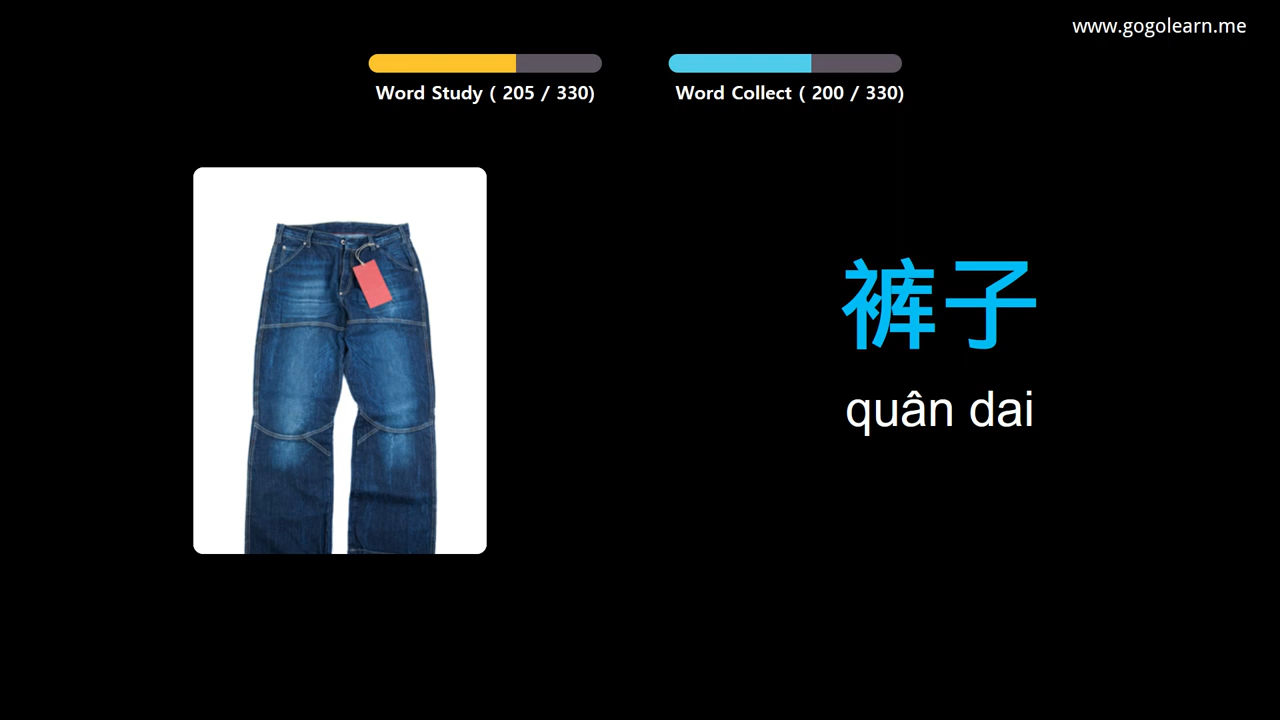 www.gogolearn.me
Word Study ( 205 / 330)
Word Collect ( 200 / 330)
裤子
quân dai